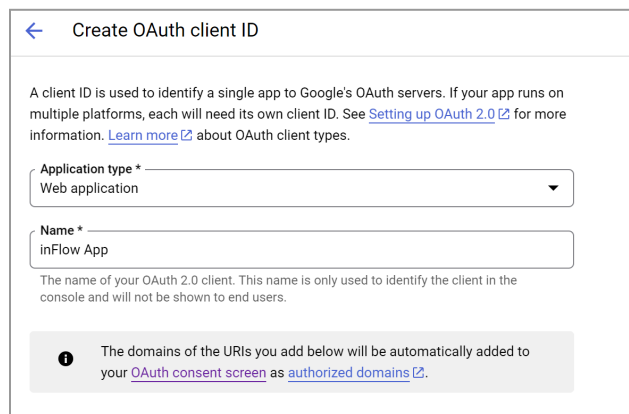 Create OAuth client ID
A client ID is used to identify a single app to Google's OAuth servers. If your app runs on
multiple platforms, each will need its own client ID. See Setting up OAuth 2.0 for more
information. Learn more about OAuth client types.
Application type *
Web application
Name *
inFlow App
The name of your OAuth 2.0 client. This name is only used to identify the client in the
console and will not be shown to end users.
The domains of the URIs you add below will be automatically added to
your OAuth consent screen as authorized domains.